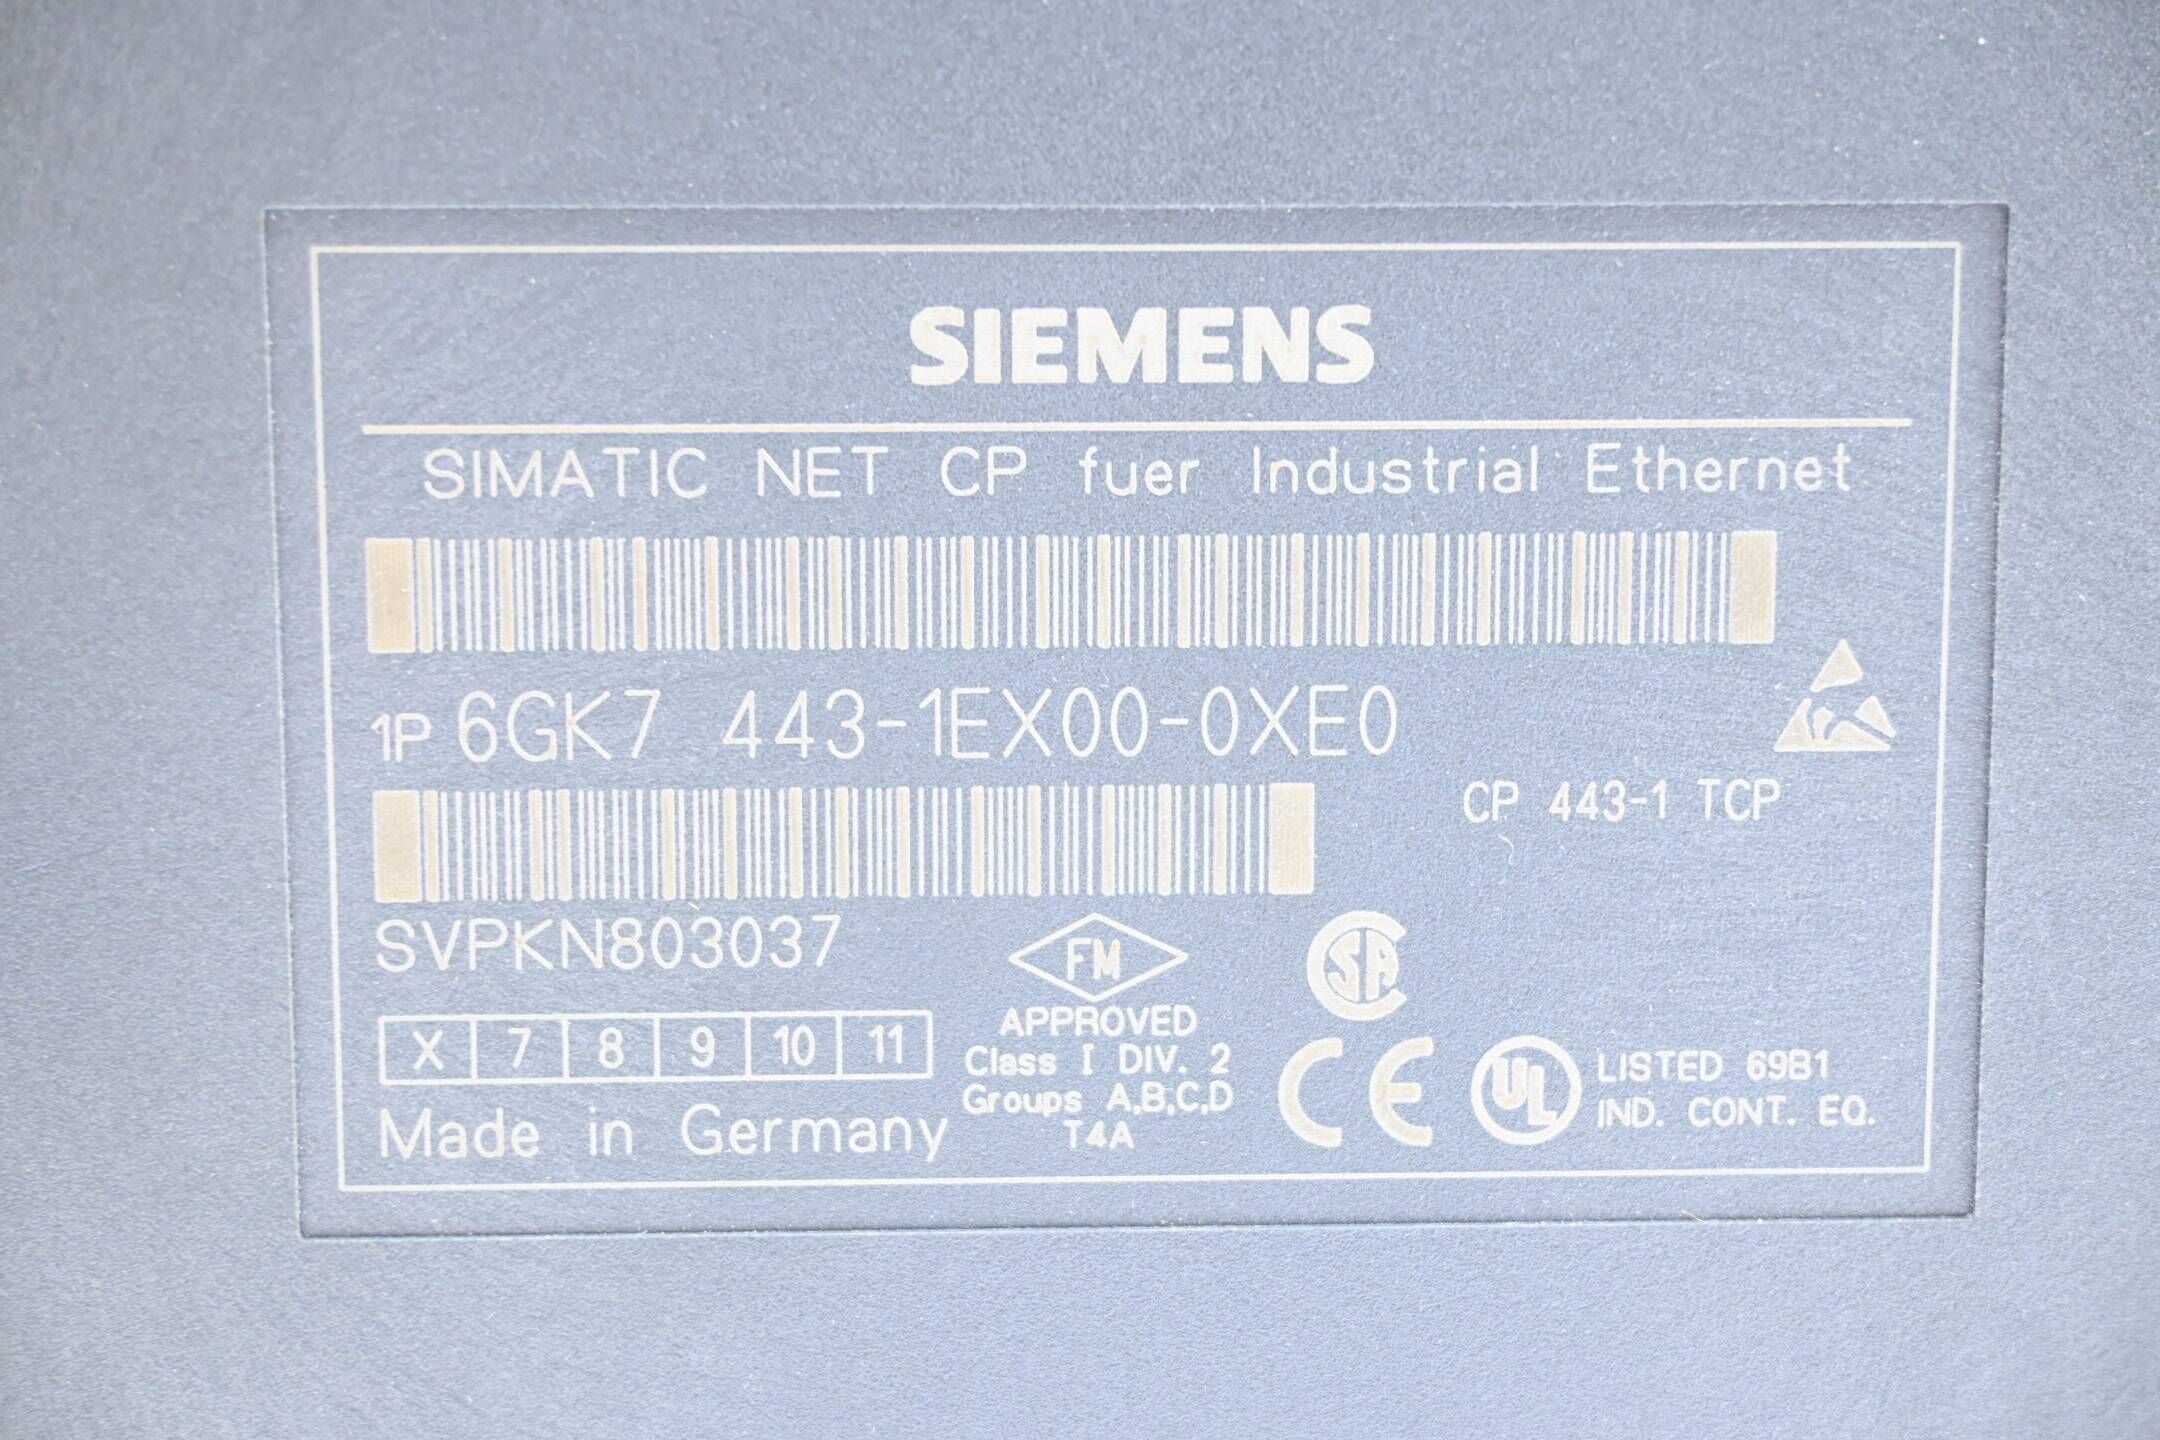 SIEMENS
SIMATIC NET CP fuer Industrial Ethernet
1P 6GK7 443-1EX00-0XE0
CP 443-1 TCP
SVPKN803037
FM
APPROVED
Class I DIV. 2
Groups A,B,C,D
T4A
SA
X 7 8 9 10 11
CE
UL
LISTED 69B1
IND. CONT. EQ.
Made in Germany